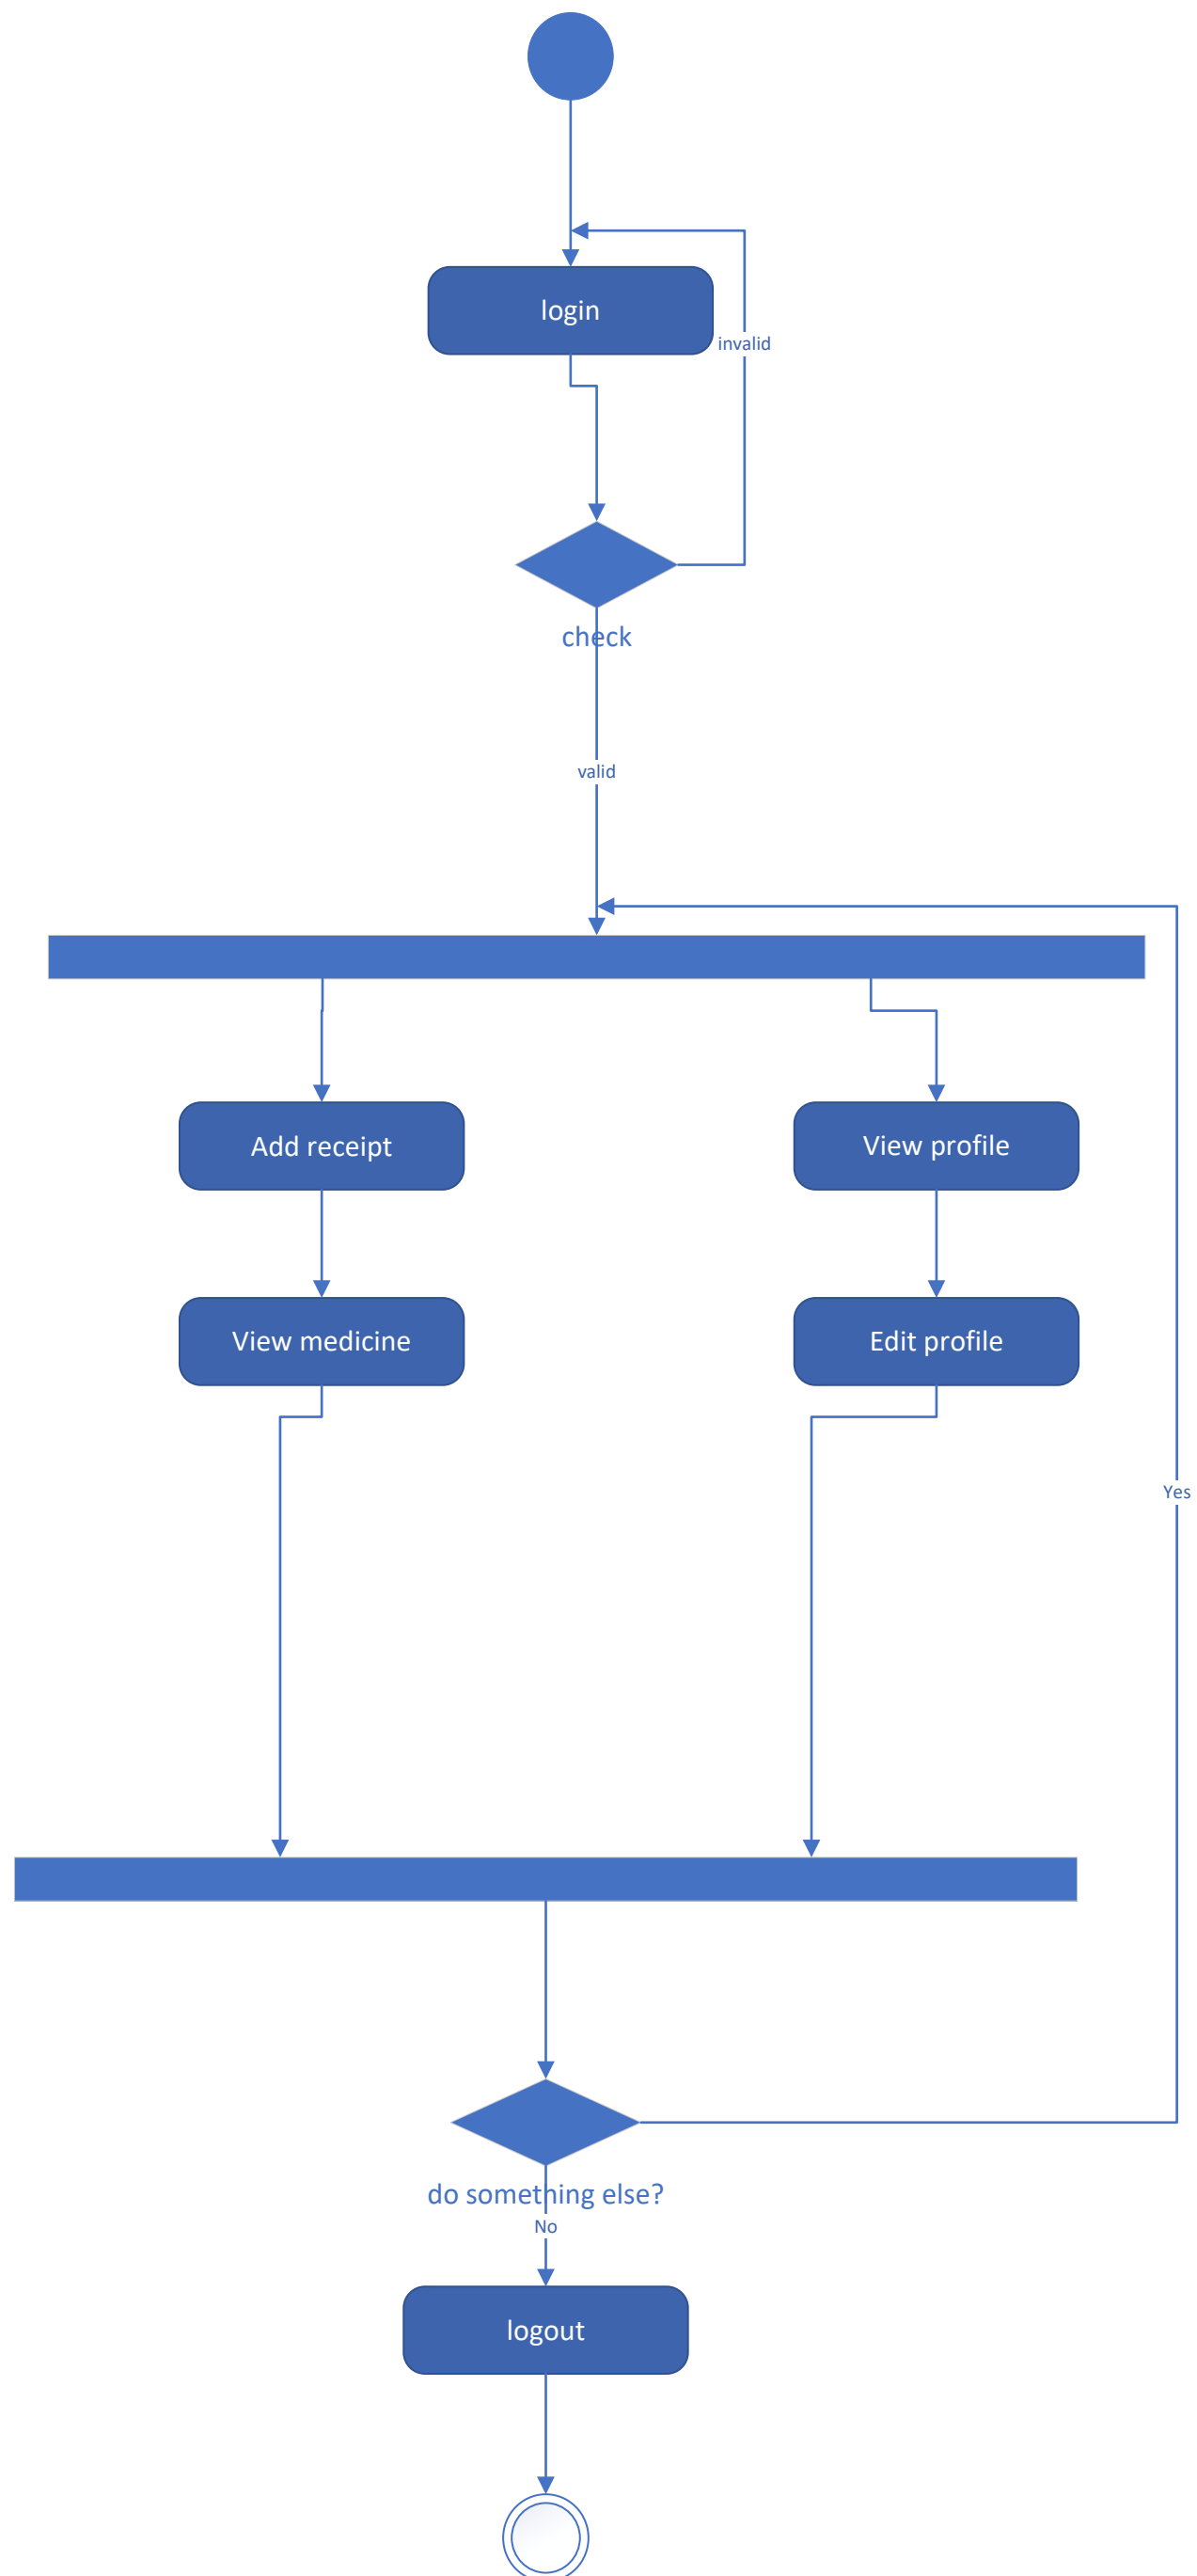 login
invalid
check
valid
Add receipt
View profile
View medicine
Edit profile
Yes
do something else?
No
logout